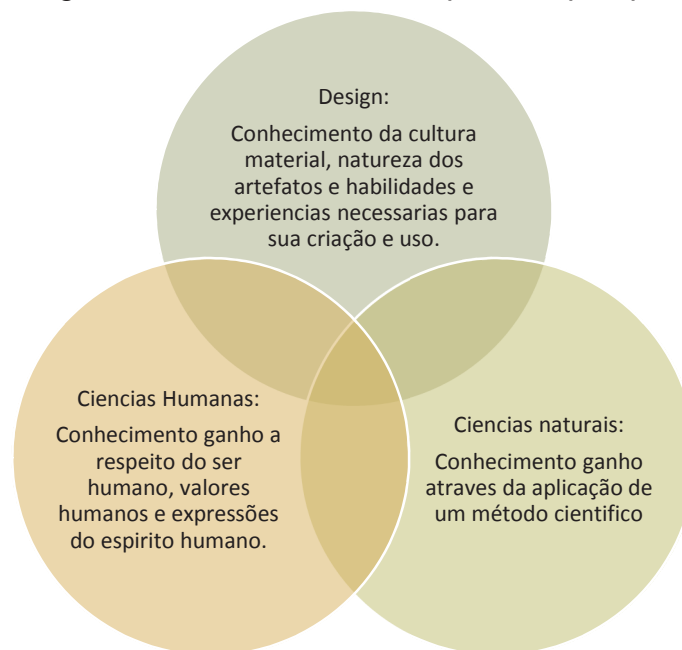 Design:
Conhecimento da cultura
material, natureza dos
artefatos e habilidades e
experiencias necessarias para
sua criação e uso.
Ciencias Humanas:
Conhecimento ganho a
respeito do ser
humano, valores
humanos e expressões
do espirito humano.
Ciencias naturais:
Conhecimento ganho
atraves da aplicação de
um método cientifico